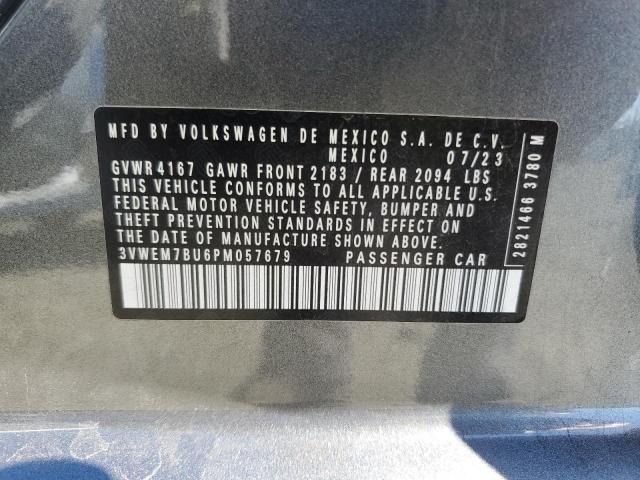 MFD BY VOLKSWAGEN DE MEXICO S.A. DE C.V.
MEXICO 07/23
GVWR 4167 GAWR FRONT 2183 / REAR 2094 LBS
THIS VEHICLE CONFORMS TO ALL APPLICABLE U.S.
FEDERAL MOTOR VEHICLE SAFETY, BUMPER AND
THEFT PREVENTION STANDARDS IN EFFECT ON
THE DATE OF MANUFACTURE SHOWN ABOVE.
3VWEM7BU6PM057679 PASSENGER CAR
2821466 3780 M